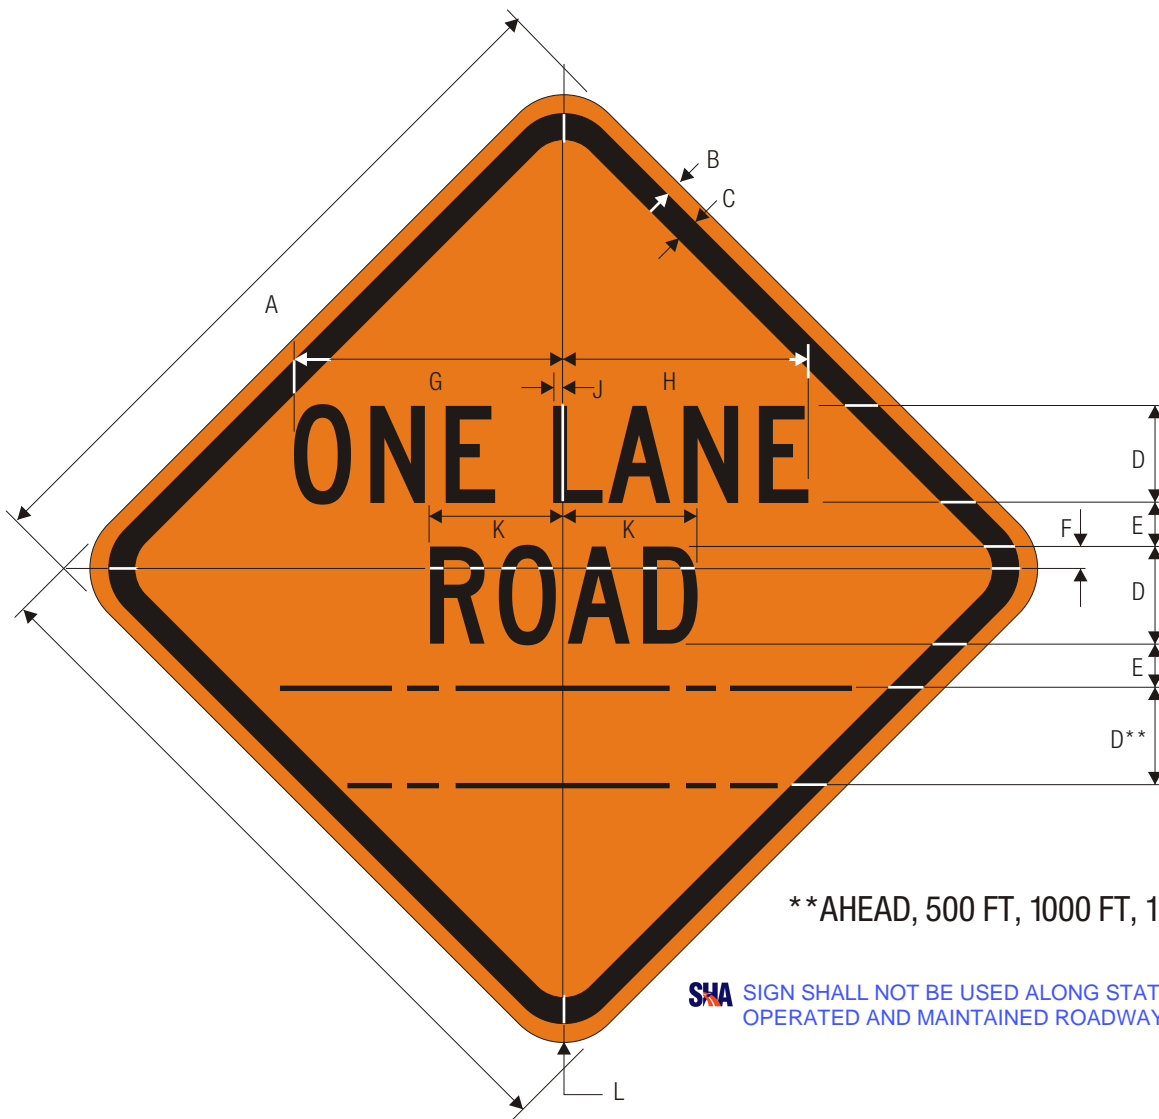 B
C
A
G
J
H
ONE LANE
D
K
K
F
E
ROAD
D
E
D**
**AHEAD, 500 FT, 1000 FT, 1
SHA SIGN SHALL NOT BE USED ALONG STAT
OPERATED AND MAINTAINED ROADWAY
L